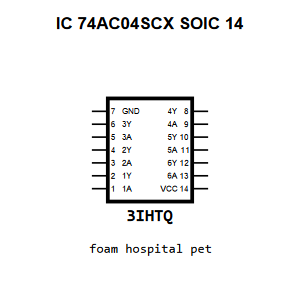 IC 74AC04SCX SOIC 14
7 GND 4Y 8
6 3Y 4A 9
5 3A 5Y 10
4 2Y 5A 11
3 2A 6Y 12
2 1Y 6A 13
1 1A VCC 14
3IHTQ
foam hospital pet